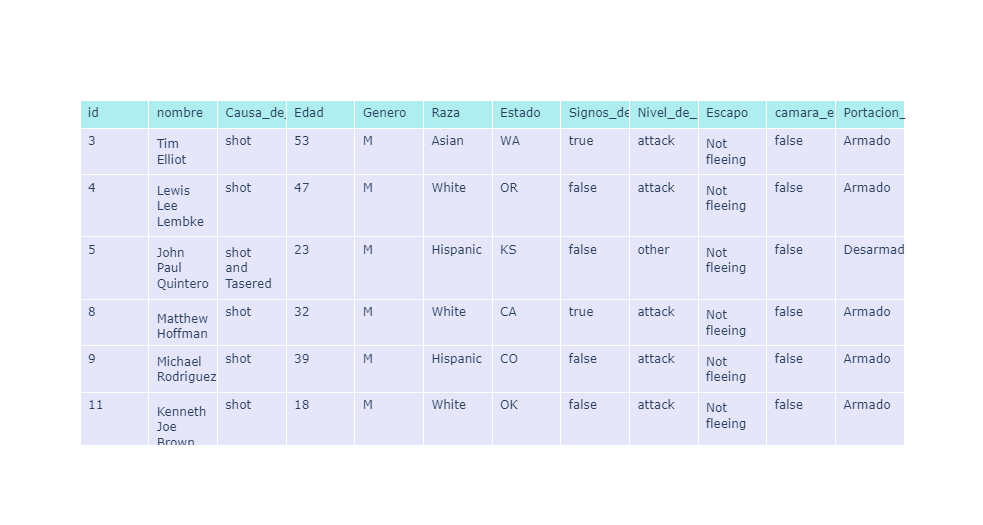 id nombre Causa_de_ Edad Genero Raza Estado Signos_de Nivel_de_ Escapo camara_e Portacion_
3 Tim Elliot shot 53 M Asian WA true attack Not fleeing false Armado
4 Lewis Lee Lembke shot 47 M White OR false attack Not fleeing false Armado
5 John Paul Quintero shot and Tasered 23 M Hispanic KS false other Not fleeing false Desarmad
8 Matthew Hoffman shot 32 M White CA true attack Not fleeing false Armado
9 Michael Rodriguez shot 39 M Hispanic CO false attack Not fleeing false Armado
11 Kenneth Joe Brown shot 18 M White OK false attack Not fleeing false Armado